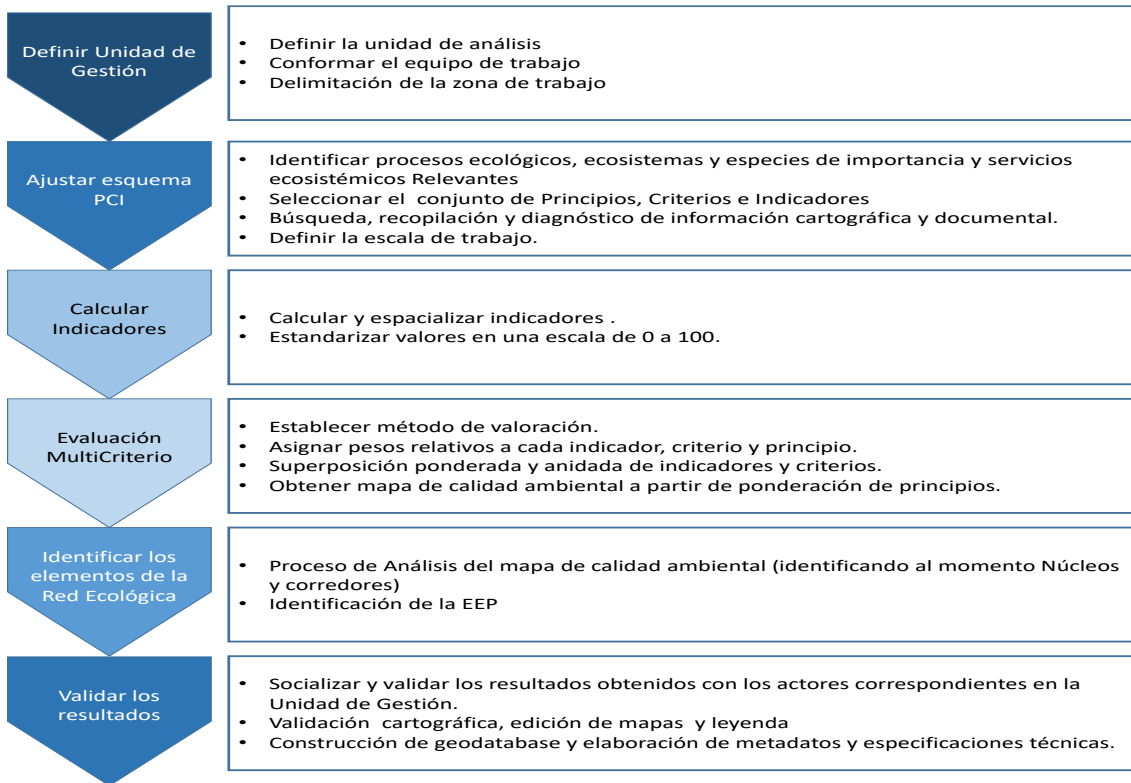 Definir Unidad de
Gestión
• Definir la unidad de análisis
• Conformar el equipo de trabajo
• Delimitación de la zona de trabajo
Ajustar esquema
PCI
• Identificar procesos ecológicos, ecosistemas y especies de importancia y servicios
ecosistémicos Relevantes
• Seleccionar el conjunto de Principios, Criterios e Indicadores
• Búsqueda, recopilación y diagnóstico de información cartográfica y documental.
• Definir la escala de trabajo.
Calcular
Indicadores
• Calcular y espacializar indicadores .
• Estandarizar valores en una escala de 0 a 100.
Evaluación
MultiCriterio
• Establecer método de valoración.
• Asignar pesos relativos a cada indicador, criterio y principio.
• Superposición ponderada y anidada de indicadores y criterios.
• Obtener mapa de calidad ambiental a partir de ponderación de principios.
Identificar los
elementos de la
Red Ecológica
• Proceso de Análisis del mapa de calidad ambiental (identificando al momento Núcleos
y corredores)
• Identificación de la EEP
Validar los
resultados
• Socializar y validar los resultados obtenidos con los actores correspondientes en la
Unidad de Gestión.
• Validación cartográfica, edición de mapas y leyenda
• Construcción de geodatabase y elaboración de metadatos y especificaciones técnicas.